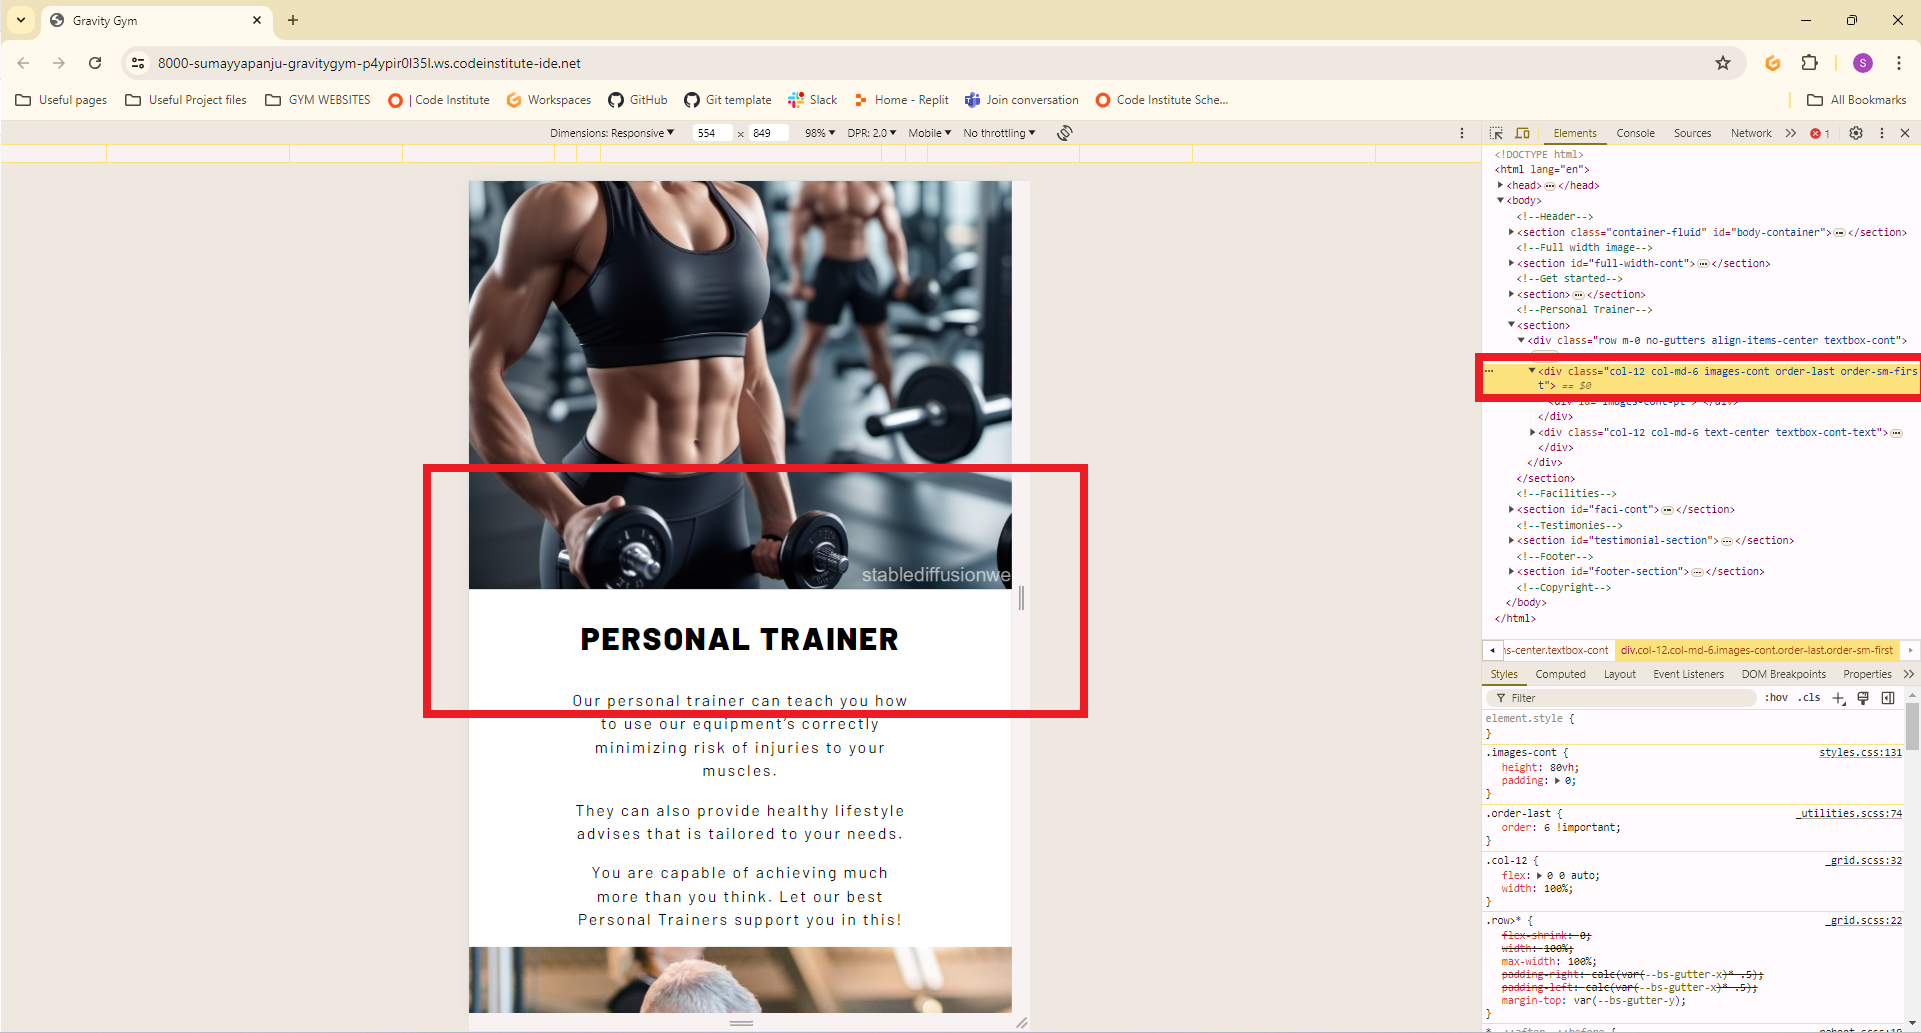 Gravity Gym
8000-sumayyapanju-gravitygym-p4ypir0l35l.ws.codeinstitute-ide.net
S
Useful pages Useful Project files GYM WEBSITES | Code Institute Workspaces GitHub Git template Slack Home - Replit Join conversation Code Institute Sche... All Bookmarks
Dimensions: Responsive 554 x 849 98% DPR: 2.0 Mobile No throttling
Elements Console Sources Network 1
<!DOCTYPE html>
<html lang="en">
<head> ... </head>
<body>
<!--Header-->
<section class="container-fluid" id="body-container"> ... </section>
<!--Full width image-->
<section id="full-width-cont"> ... </section>
<!--Get started-->
<section> ... </section>
<!--Personal Trainer-->
<section>
<div class="row m-0 no-gutters align-items-center textbox-cont">
... <div class="col-12 col-md-6 images-cont order-last order-sm-firs
t"> == $0
<div id="images-cont-pt"> </div>
</div>
<div class="col-12 col-md-6 text-center textbox-cont-text"> ...
</div>
</div>
</section>
<!--Facilities-->
<section id="faci-cont"> ... </section>
<!--Testimonies-->
<section id="testimonial-section"> ... </section>
<!--Footer-->
<section id="footer-section"> ... </section>
<!--Copyright-->
</body>
</html>
stablediffusionwe
PERSONAL TRAINER
Our personal trainer can teach you how
to use our equipment's correctly
minimizing risk of injuries to your
muscles.
They can also provide healthy lifestyle
advises that is tailored to your needs.
You are capable of achieving much
more than you think. Let our best
Personal Trainers support you in this!
s-center.textbox-cont div.col-12.col-md-6.images-cont.order-last.order-sm-first
Styles Computed Layout Event Listeners DOM Breakpoints Properties
Filter :hov .cls
element.style {
}
.images-cont { styles.css:131
height: 80vh;
padding: 0;
}
.order-last { _utilities.scss:74
order: 6 !important;
}
.col-12 { _grid.scss:32
flex: 0 0 auto;
width: 100%;
}
.row>* { _grid.scss:22
flex-shrink: 0;
width: 100%;
max-width: 100%;
padding-right: calc(var(--bs-gutter-x)* .5);
padding-left: calc(var(--bs-gutter-x)* .5);
margin-top: var(--bs-gutter-y);
}